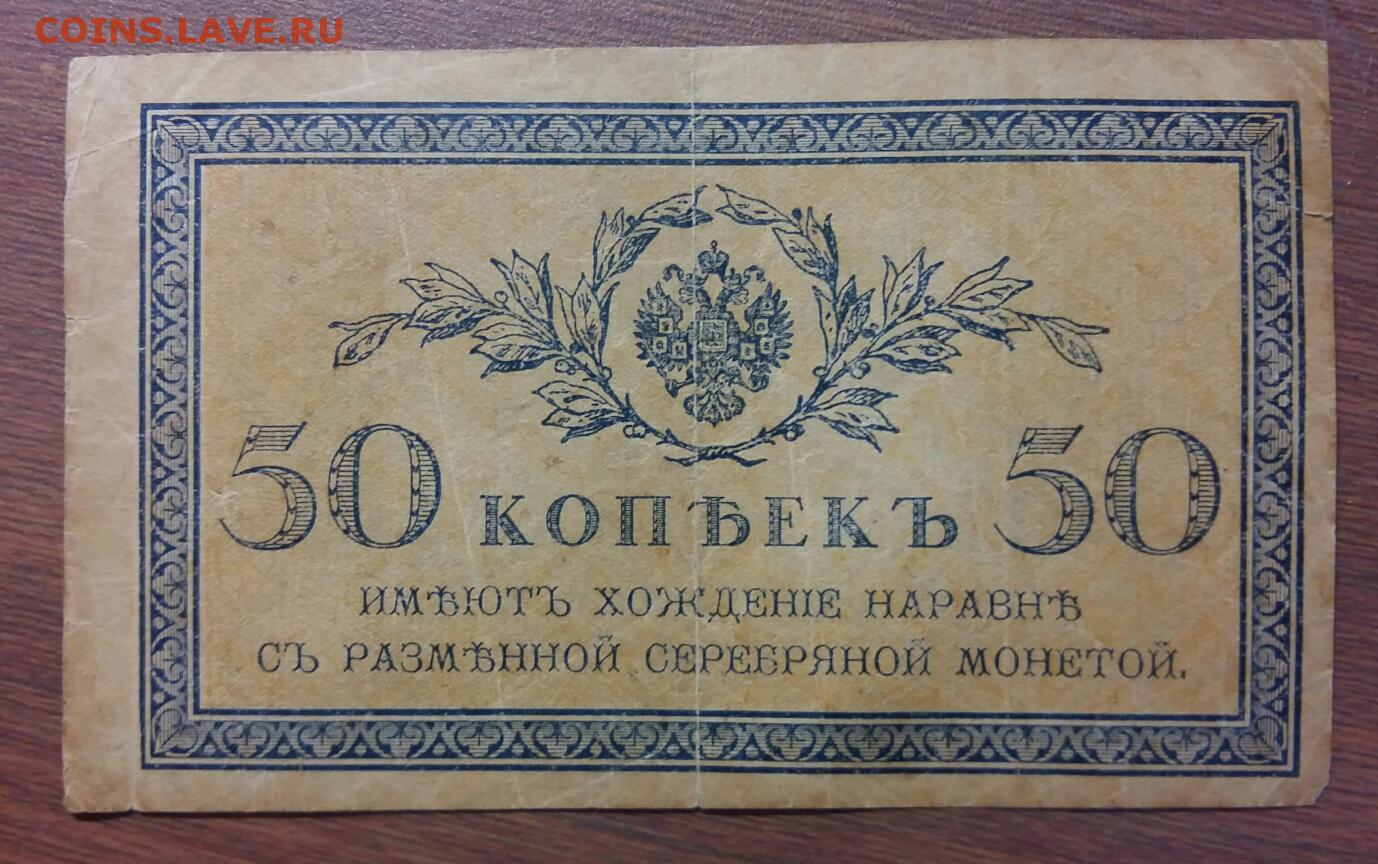 COINS.LAVE.RU
50 КОПѢЕКЪ 50
ИМѢЮТЪ ХОЖДЕНІЕ НАРАВНѢ
СЪ РАЗМѢННОЙ СЕРЕБРЯНОЙ МОНЕТОЙ.